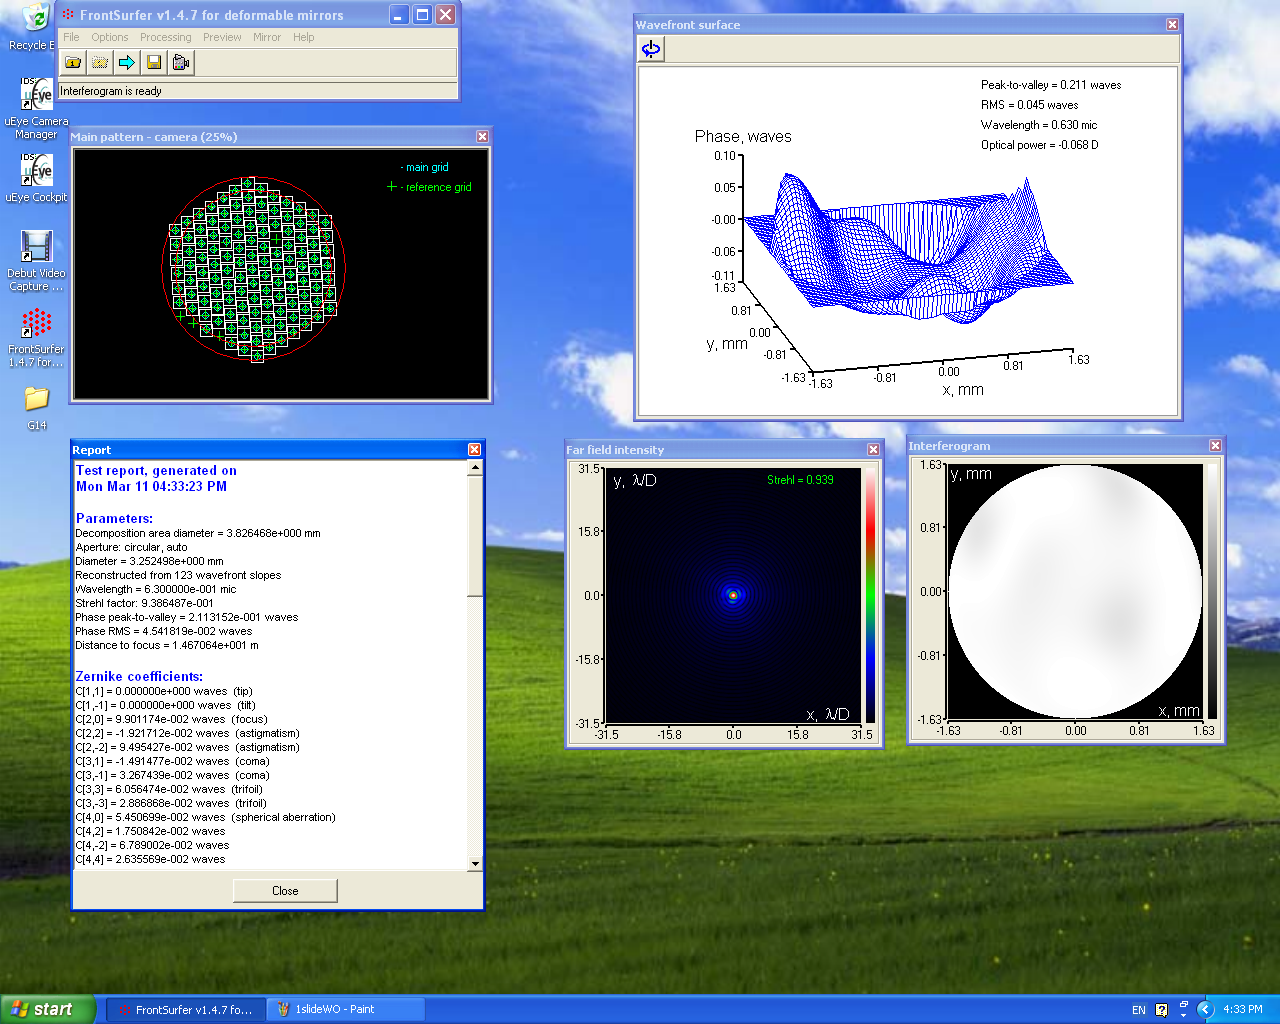 Recycle B
FrontSurfer v1.4.7 for deformable mirrors
File Options Processing Preview Mirror Help
Interferogram is ready
uEye Camera
Manager
uEye Cockpit
Debut Video
Capture ...
FrontSurfer
1.4.7 for...
G14
Main pattern - camera (25%)
- main grid
+ - reference grid
Wavefront surface
Peak-to-valley = 0.211 waves
RMS = 0.045 waves
Wavelength = 0.630 mic
Optical power = -0.068 D
Phase, waves
0.10
0.05
-0.00
-0.06
-0.11
1.63
0.81
0.00
-0.81
-1.63
y, mm
-1.63
-0.81
0.00
0.81
1.63
x, mm
Report
Test report, generated on
Mon Mar 11 04:33:23 PM
Parameters:
Decomposition area diameter = 3.826468e+000 mm
Aperture: circular, auto
Diameter = 3.252498e+000 mm
Reconstructed from 123 wavefront slopes
Wavelength = 6.300000e-001 mic
Strehl factor: 9.386487e-001
Phase peak-to-valley = 2.113152e-001 waves
Phase RMS = 4.541819e-002 waves
Distance to focus = 1.467064e+001 m
Zernike coefficients:
C[1,1] = 0.000000e+000 waves (tip)
C[1,-1] = 0.000000e+000 waves (tilt)
C[2,0] = 9.901174e-002 waves (focus)
C[2,2] = -1.921712e-002 waves (astigmatism)
C[2,-2] = 9.495427e-002 waves (astigmatism)
C[3,1] = -1.491477e-002 waves (coma)
C[3,-1] = 3.267439e-002 waves (coma)
C[3,3] = 6.056474e-002 waves (trifoil)
C[3,-3] = 2.886868e-002 waves (trifoil)
C[4,0] = 5.450699e-002 waves (spherical aberration)
C[4,2] = 1.750842e-002 waves
C[4,-2] = 6.789002e-002 waves
C[4,4] = 2.635569e-002 waves
Close
Far field intensity
31.5
15.8
0.0
-15.8
-31.5
y, λ/D
Strehl = 0.939
x, λ/D
-31.5 -15.8 0.0 15.8 31.5
Interferogram
1.63
0.81
0.00
-0.81
-1.63
y, mm
x, mm
-1.63 -0.81 0.00 0.81 1.63
start
FrontSurfer v1.4.7 fo...
1slideWO - Paint
EN
4:33 PM